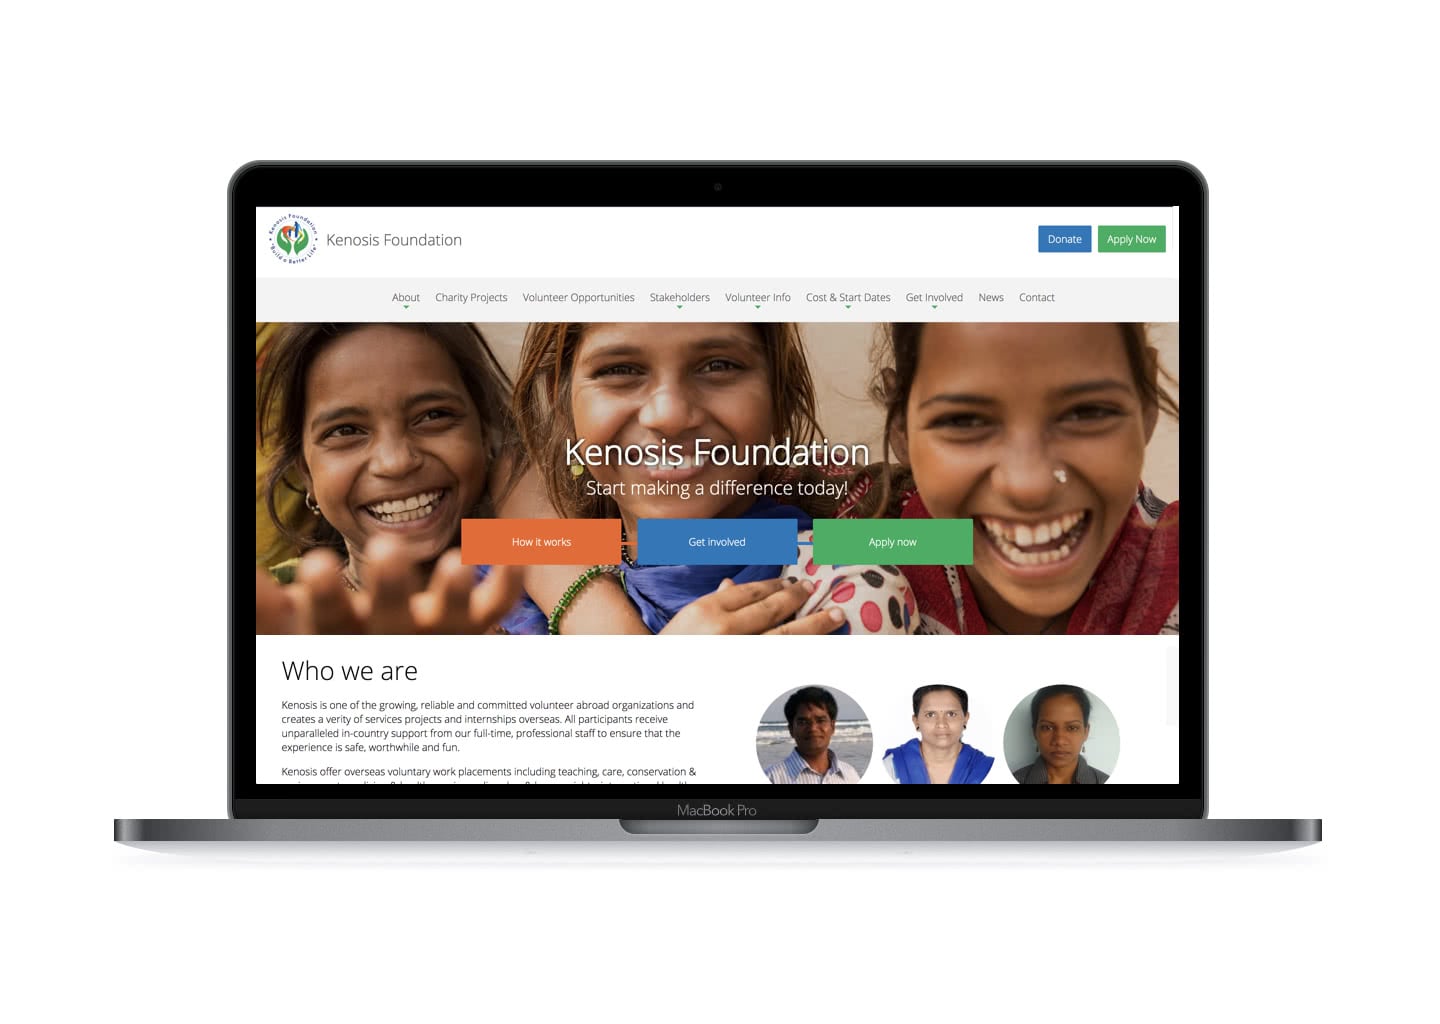 Kenosis Foundation
"Build a Better Life"
Kenosis Foundation
Donate
Apply Now
About
Charity Projects
Volunteer Opportunities
Stakeholders
Volunteer Info
Cost & Start Dates
Get Involved
News
Contact
Kenosis Foundation
Start making a difference today!
How it works
Get involved
Apply now
Who we are
Kenosis is one of the growing, reliable and committed volunteer abroad organizations and
creates a verity of services projects and internships overseas. All participants receive
unparalleled in-country support from our full-time, professional staff to ensure that the
experience is safe, worthwhile and fun.
Kenosis offer overseas voluntary work placements including teaching, care, conservation &
MacBook Pro